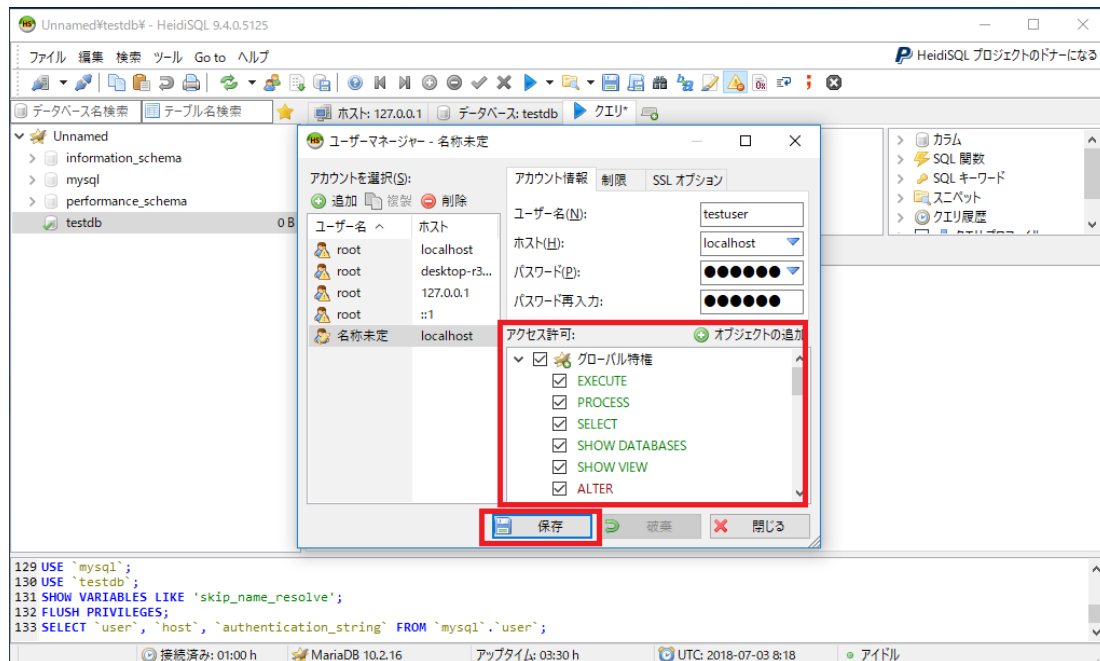 Unnamed¥testdb¥ - HeidiSQL 9.4.0.5125
ファイル 編集 検索 ツール Go to ヘルプ
HeidiSQL プロジェクトのドナーになる
データベース名検索 テーブル名検索
ホスト: 127.0.0.1 データベース: testdb クエリ*
Unnamed
information_schema
mysql
performance_schema
testdb 0 B
ユーザーマネージャー - 名称未定
アカウントを選択(S):
追加 複製 削除
ユーザー名 ホスト
root localhost
root desktop-r3...
root 127.0.0.1
root ::1
名称未定 localhost
アカウント情報 制限 SSL オプション
ユーザー名(N): testuser
ホスト(H): localhost
パスワード(P): ●●●●●●
パスワード再入力: ●●●●●●
アクセス許可: オブジェクトの追加
グローバル特権
EXECUTE
PROCESS
SELECT
SHOW DATABASES
SHOW VIEW
ALTER
保存 破棄 閉じる
カラム
SQL 関数
SQL キーワード
スニペット
クエリ履歴
129 USE `mysql`;
130 USE `testdb`;
131 SHOW VARIABLES LIKE 'skip_name_resolve';
132 FLUSH PRIVILEGES;
133 SELECT `user`, `host`, `authentication_string` FROM `mysql`.`user`;
接続済み: 01:00 h MariaDB 10.2.16 アップタイム: 03:30 h UTC: 2018-07-03 8:18 アイドル